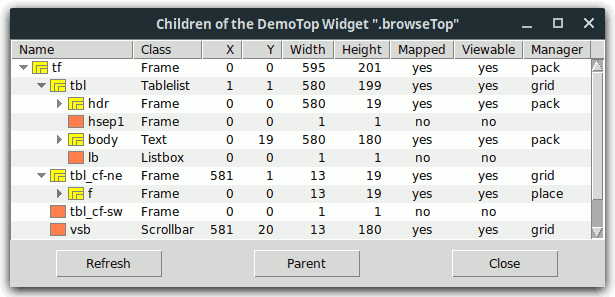 Children of the DemoTop Widget ".browseTop"
Name Class X Y Width Height Mapped Viewable Manager
tf Frame 0 0 595 201 yes yes pack
tbl Tablelist 1 1 580 199 yes yes grid
hdr Frame 0 0 580 19 yes yes pack
hsep1 Frame 0 0 1 1 no no
body Text 0 19 580 180 yes yes pack
lb Listbox 0 0 1 1 no no
tbl_cf-ne Frame 581 1 13 19 yes yes grid
f Frame 0 0 13 19 yes yes place
tbl_cf-sw Frame 0 0 1 1 no no
vsb Scrollbar 581 20 13 180 yes yes grid
Refresh Parent Close